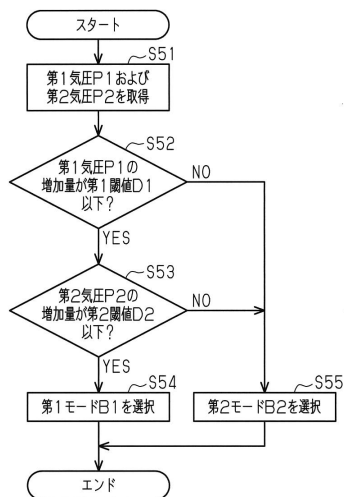 スタート
S51
第1気圧P1および
第2気圧P2を取得
S52
第1気圧P1の
増加量が第1閾値D1
以下?
NO
YES
S53
第2気圧P2の
増加量が第2閾値D2
以下?
NO
YES
S54
第1モードB1を選択
S55
第2モードB2を選択
エンド